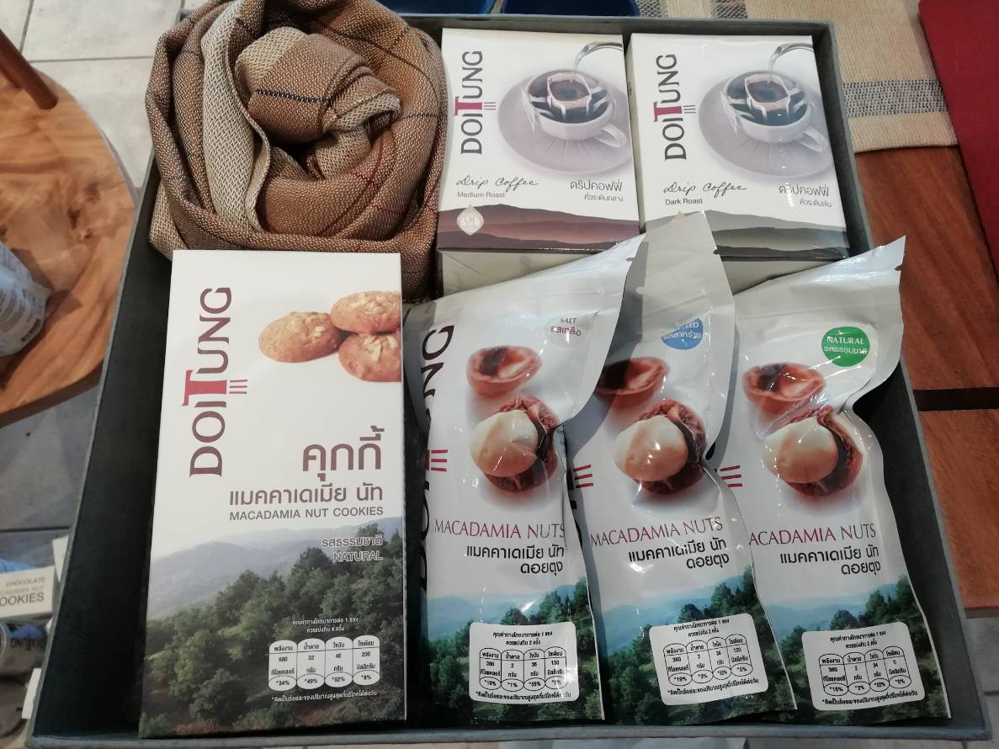 DOITUNG
Drip Coffee
Medium Roast
ดริปคอฟฟี่
คั่วระดับกลาง
DOITUNG
Drip Coffee
Dark Roast
ดริปคอฟฟี่
คั่วระดับเข้ม
DOITUNG
คุกกี้
แมคคาเดเมีย นัท
MACADAMIA NUT COOKIES
รสธรรมชาติ
NATURAL
คุณค่าทางโภชนาการต่อ 1 ซอง
ควรแบ่งกิน 4 ครั้ง
พลังงาน น้ำตาล ไขมัน โซเดียม
680 32 40 200
กิโลแคลอรี่ กรัม กรัม มิลลิกรัม
*34% *49% *62% *8%
*คิดเป็นร้อยละของปริมาณสูงสุดที่บริโภคได้ต่อวัน
SALT
รสเกลือ
MACADAMIA NUTS
แมคคาเดเมีย นัท
ดอยตุง
คุณค่าทางโภชนาการต่อ 1 ซอง
ควรแบ่งกิน 2 ครั้ง
พลังงาน น้ำตาล ไขมัน โซเดียม
380 2 36 130
กิโลแคลอรี่ กรัม กรัม มิลลิกรัม
*19% *1% *55%
*คิดเป็นร้อยละของปริมาณสูงสุดที่บริโภคได้ต่อวัน
รสสาหร่าย
MACADAMIA NUTS
แมคคาเดเมีย นัท
ดอยตุง
คุณค่าทางโภชนาการต่อ 1 ซอง
ควรแบ่งกิน 2 ครั้ง
พลังงาน น้ำตาล ไขมัน โซเดียม
380 2 36 120
กิโลแคลอรี่ กรัม กรัม มิลลิกรัม
*19% *3% *5%
*คิดเป็นร้อยละของปริมาณสูงสุดที่บริโภคได้ต่อวัน
NATURAL
รสธรรมชาติ
ACADAMIA NUTS
แมคคาเดเมีย นัท
ดอยตุง
คุณค่าทางโภชนาการต่อ 1 ซอง
ควรแบ่งกิน 2 ครั้ง
พลังงาน น้ำตาล ไขมัน โซเดียม
360 2 34 0
กิโลแคลอรี่ กรัม กรัม มิลลิกรัม
*18% *3% *52% *0%
*คิดเป็นร้อยละของปริมาณสูงสุดที่บริโภคได้ต่อวัน
CHOCOLATE
OOKIES